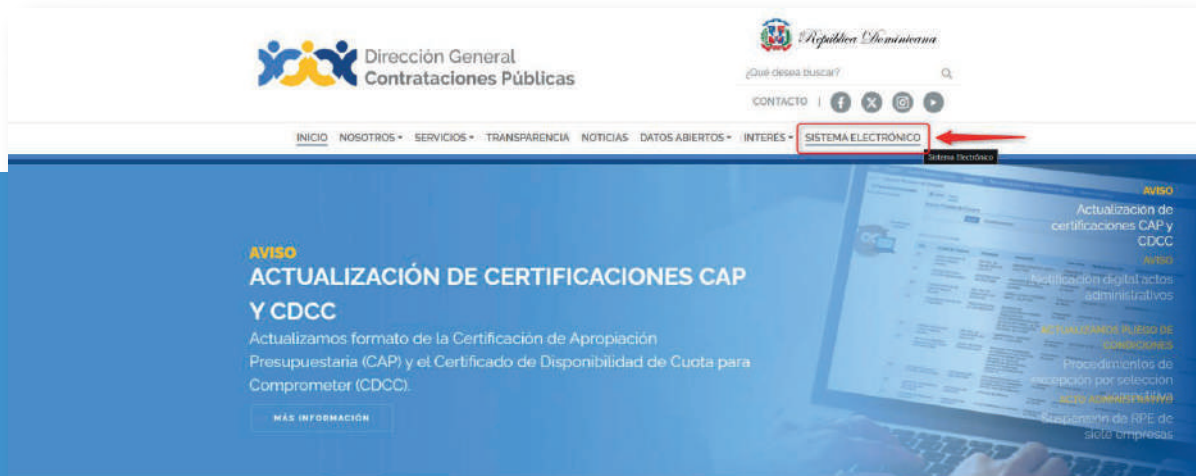 República Dominicana
Dirección General
Contrataciones Públicas
¿Qué desea buscar?
CONTACTO |
INICIO NOSOTROS SERVICIOS TRANSPARENCIA NOTICIAS DATOS ABIERTOS INTERÉS SISTEMA ELECTRÓNICO
Sistema Electrónico
AVISO
ACTUALIZACIÓN DE CERTIFICACIONES CAP
Y CDCC
Actualizamos formato de la Certificación de Apropiación
Presupuestaria (CAP) y el Certificado de Disponibilidad de Cuota para
Comprometer (CDCC).
MÁS INFORMACIÓN
AVISO
Actualización de
certificaciones CAP y
CDCC
AVISO
Notificación digital actos
administrativos
ACTUALIZAMOS PLIEGO DE
CONDICIONES
Procedimientos de
excepción por selección
competitiva
ACTO ADMINISTRATIVO
Suspensión de RPE de
siete empresas